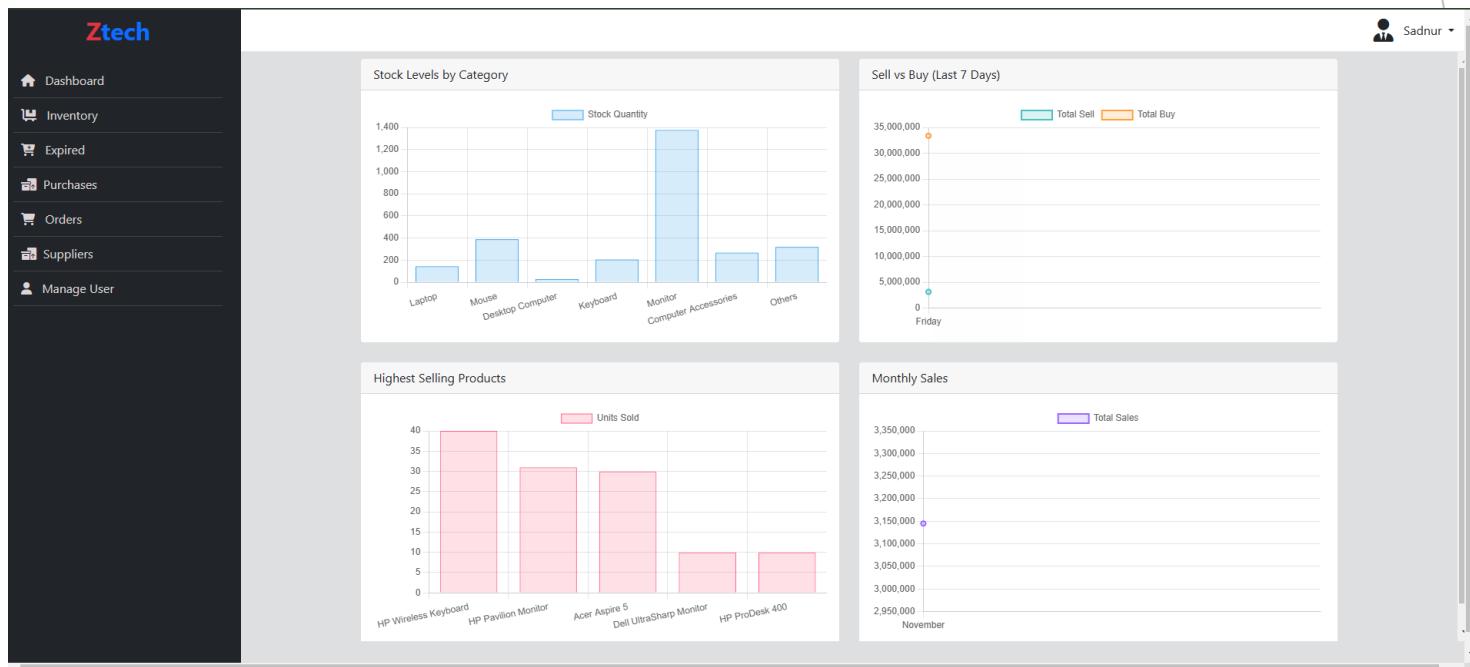 Ztech
Sadnur
Dashboard
Inventory
Expired
Purchases
Orders
Suppliers
Manage User
Stock Levels by Category
Stock Quantity
1,400
1,200
1,000
800
600
400
200
0
Laptop
Mouse
Desktop Computer
Keyboard
Monitor
Computer Accessories
Others
Sell vs Buy (Last 7 Days)
Total Sell Total Buy
35,000,000
30,000,000
25,000,000
20,000,000
15,000,000
10,000,000
5,000,000
0
Friday
Highest Selling Products
Units Sold
40
35
30
25
20
15
10
5
0
HP Wireless Keyboard
HP Pavilion Monitor
Acer Aspire 5
Dell UltraSharp Monitor
HP ProDesk 400
Monthly Sales
Total Sales
3,350,000
3,300,000
3,250,000
3,200,000
3,150,000
3,100,000
3,050,000
3,000,000
2,950,000
November